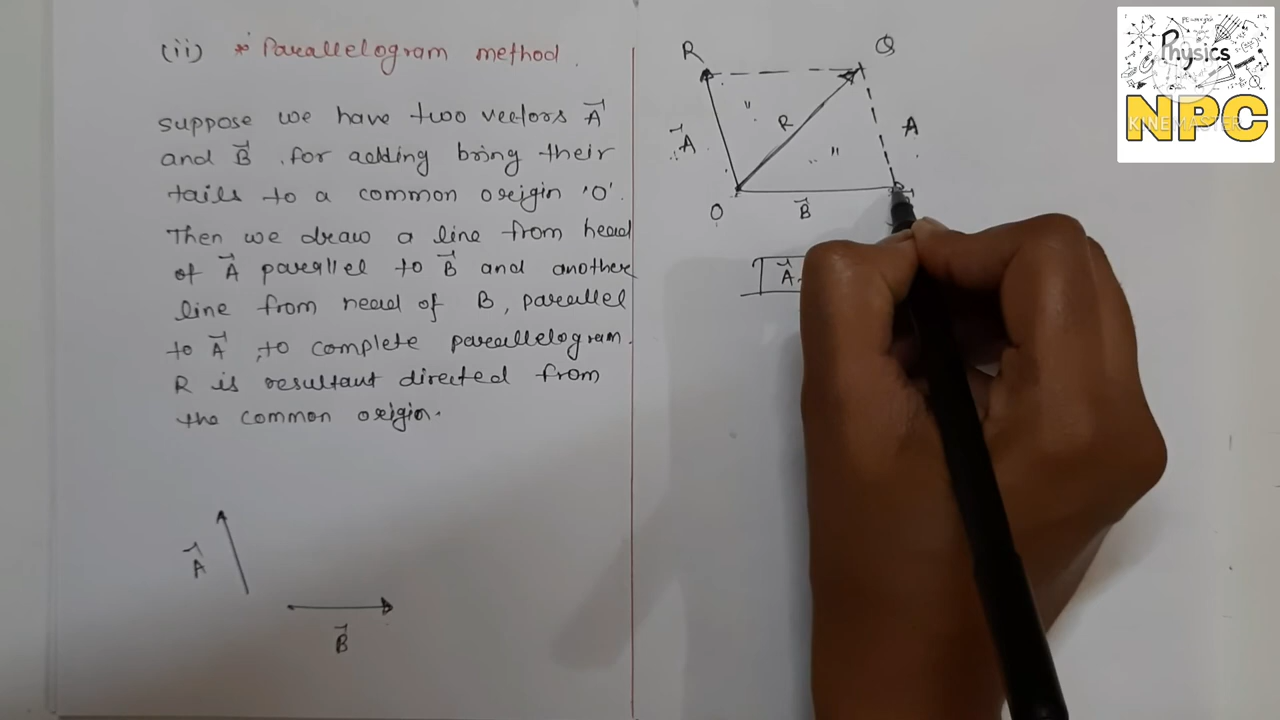 (ii) * Parallelogram method.
suppose we have two vectors A⃗
and B⃗. for adding bring their
tails to a common origin 'O'.
Then we draw a line from head
of A⃗ parallel to B⃗ and another
line from head of B, parallel
to A⃗, to complete parallelogram.
R is resultant directed from
the common origin.
A⃗
B⃗
R
Q
A⃗
R
A
O
B⃗
A⃗
Physics
NPC
KINEMASTER